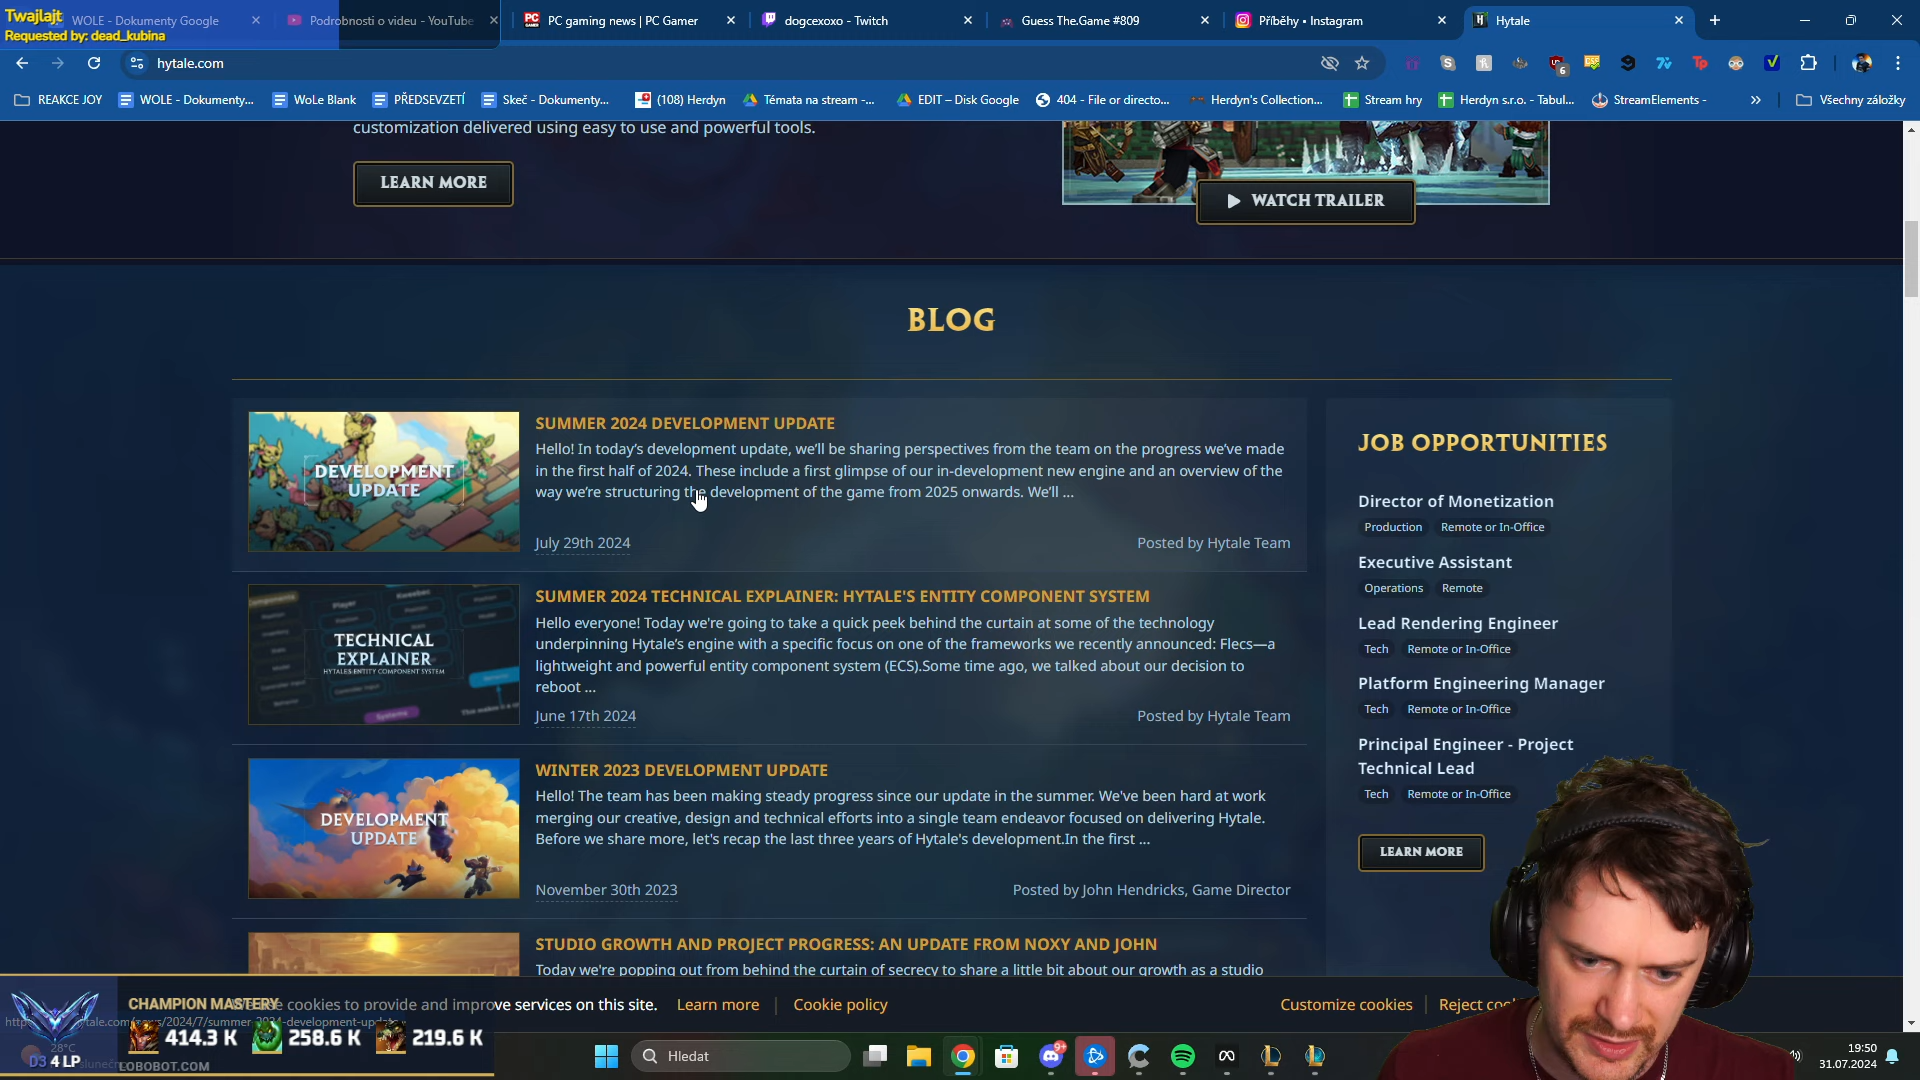 Twajlajt
Requested by: dead_kubina
WOLE - Dokumenty Google
Podrobnosti o videu - YouTube
PC gaming news | PC Gamer
dogcexoxo - Twitch
Guess The.Game #809
Příběhy • Instagram
Hytale
hytale.com
REAKCE JOY
WOLE - Dokumenty...
WoLe Blank
PŘEDSEVZETÍ
Skeč - Dokumenty...
(108) Herdyn
Témata na stream -...
EDIT – Disk Google
404 - File or directo...
Herdyn's Collection...
Stream hry
Herdyn s.r.o. - Tabul...
StreamElements -
Všechny záložky
customization delivered using easy to use and powerful tools.
LEARN MORE
WATCH TRAILER
BLOG
DEVELOPMENT
UPDATE
SUMMER 2024 DEVELOPMENT UPDATE
Hello! In today's development update, we'll be sharing perspectives from the team on the progress we've made
in the first half of 2024. These include a first glimpse of our in-development new engine and an overview of the
way we're structuring the development of the game from 2025 onwards. We'll ...
July 29th 2024
Posted by Hytale Team
TECHNICAL
EXPLAINER
HYTALE'S ENTITY COMPONENT SYSTEM
SUMMER 2024 TECHNICAL EXPLAINER: HYTALE'S ENTITY COMPONENT SYSTEM
Hello everyone! Today we're going to take a quick peek behind the curtain at some of the technology
underpinning Hytale's engine with a specific focus on one of the frameworks we recently announced: Flecs—a
lightweight and powerful entity component system (ECS).Some time ago, we talked about our decision to
reboot ...
June 17th 2024
Posted by Hytale Team
DEVELOPMENT
UPDATE
WINTER 2023 DEVELOPMENT UPDATE
Hello! The team has been making steady progress since our update in the summer. We've been hard at work
merging our creative, design and technical efforts into a single team endeavor focused on delivering Hytale.
Before we share more, let's recap the last three years of Hytale's development.In the first ...
November 30th 2023
Posted by John Hendricks, Game Director
STUDIO GROWTH AND PROJECT PROGRESS: AN UPDATE FROM NOXY AND JOHN
Today we're popping out from behind the curtain of secrecy to share a little bit about our growth as a studio
JOB OPPORTUNITIES
Director of Monetization
Production
Remote or In-Office
Executive Assistant
Operations
Remote
Lead Rendering Engineer
Tech
Remote or In-Office
Platform Engineering Manager
Tech
Remote or In-Office
Principal Engineer - Project
Technical Lead
Tech
Remote or In-Office
LEARN MORE
cookies to provide and improve services on this site.
Learn more
Cookie policy
Customize cookies
Reject
CHAMPION MASTERY
414.3 K
258.6 K
219.6 K
D3 4 LP
28°C
LOBOBOT.COM
Hledat
19:50
31.07.2024